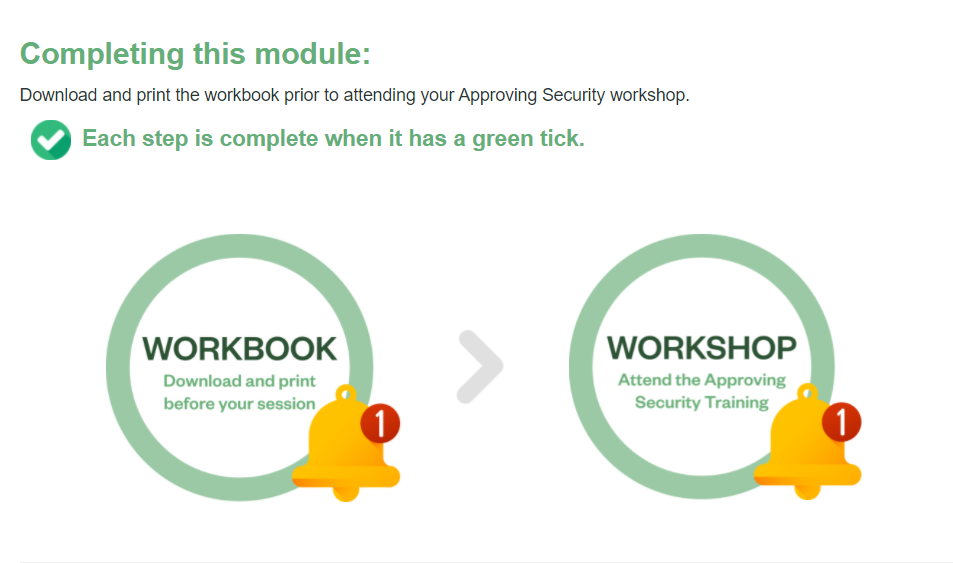 Completing this module:
Download and print the workbook prior to attending your Approving Security workshop.
Each step is complete when it has a green tick.
WORKBOOK
Download and print
before your session
1
WORKSHOP
Attend the Approving
Security Training
1